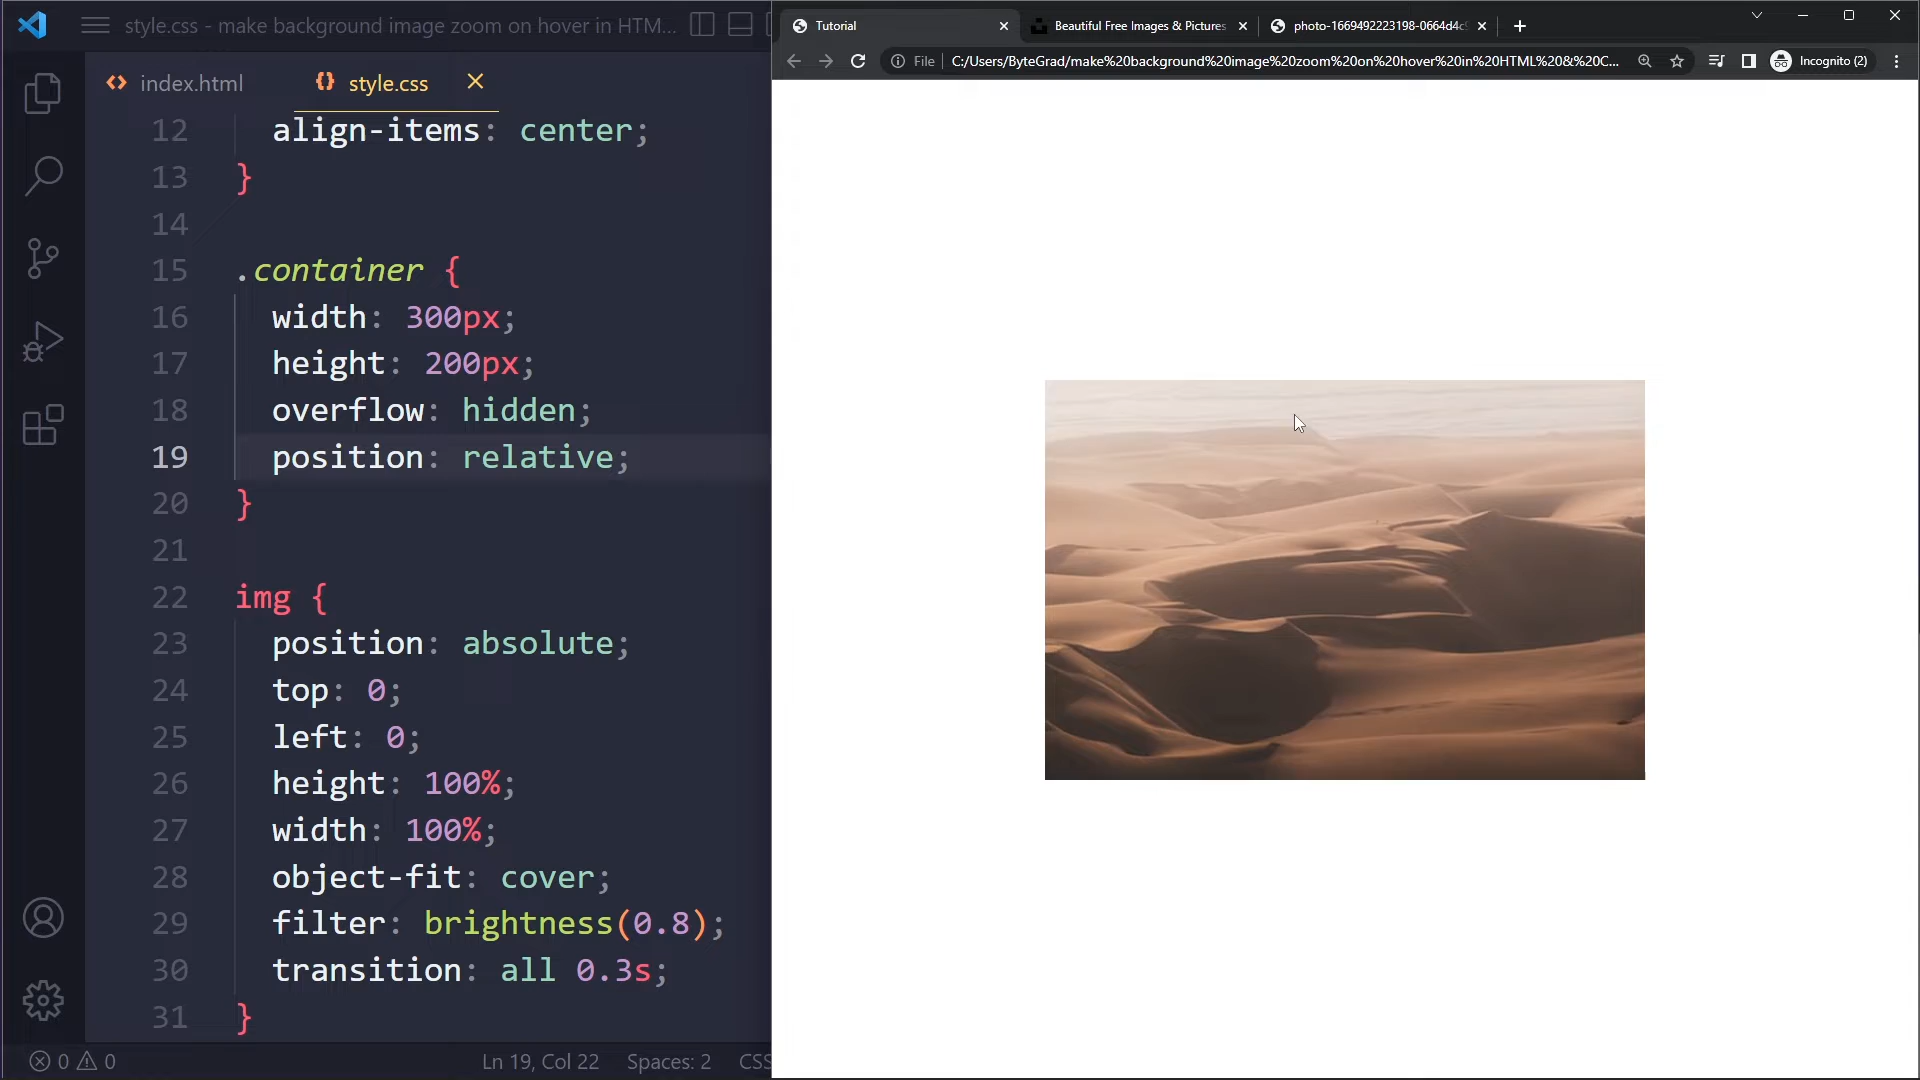 style.css - make background image zoom on hover in HTM...
index.html
style.css
12 align-items: center;
13 }
14
15 .container {
16 width: 300px;
17 height: 200px;
18 overflow: hidden;
19 position: relative;
20 }
21
22 img {
23 position: absolute;
24 top: 0;
25 left: 0;
26 height: 100%;
27 width: 100%;
28 object-fit: cover;
29 filter: brightness(0.8);
30 transition: all 0.3s;
31 }
0 0
Ln 19, Col 22 Spaces: 2 CSS
Tutorial
Beautiful Free Images & Pictures
photo-1669492223198-0664d4c
File
C:/Users/ByteGrad/make%20background%20image%20zoom%20on%20hover%20in%20HTML%20&%20C...
Incognito (2)